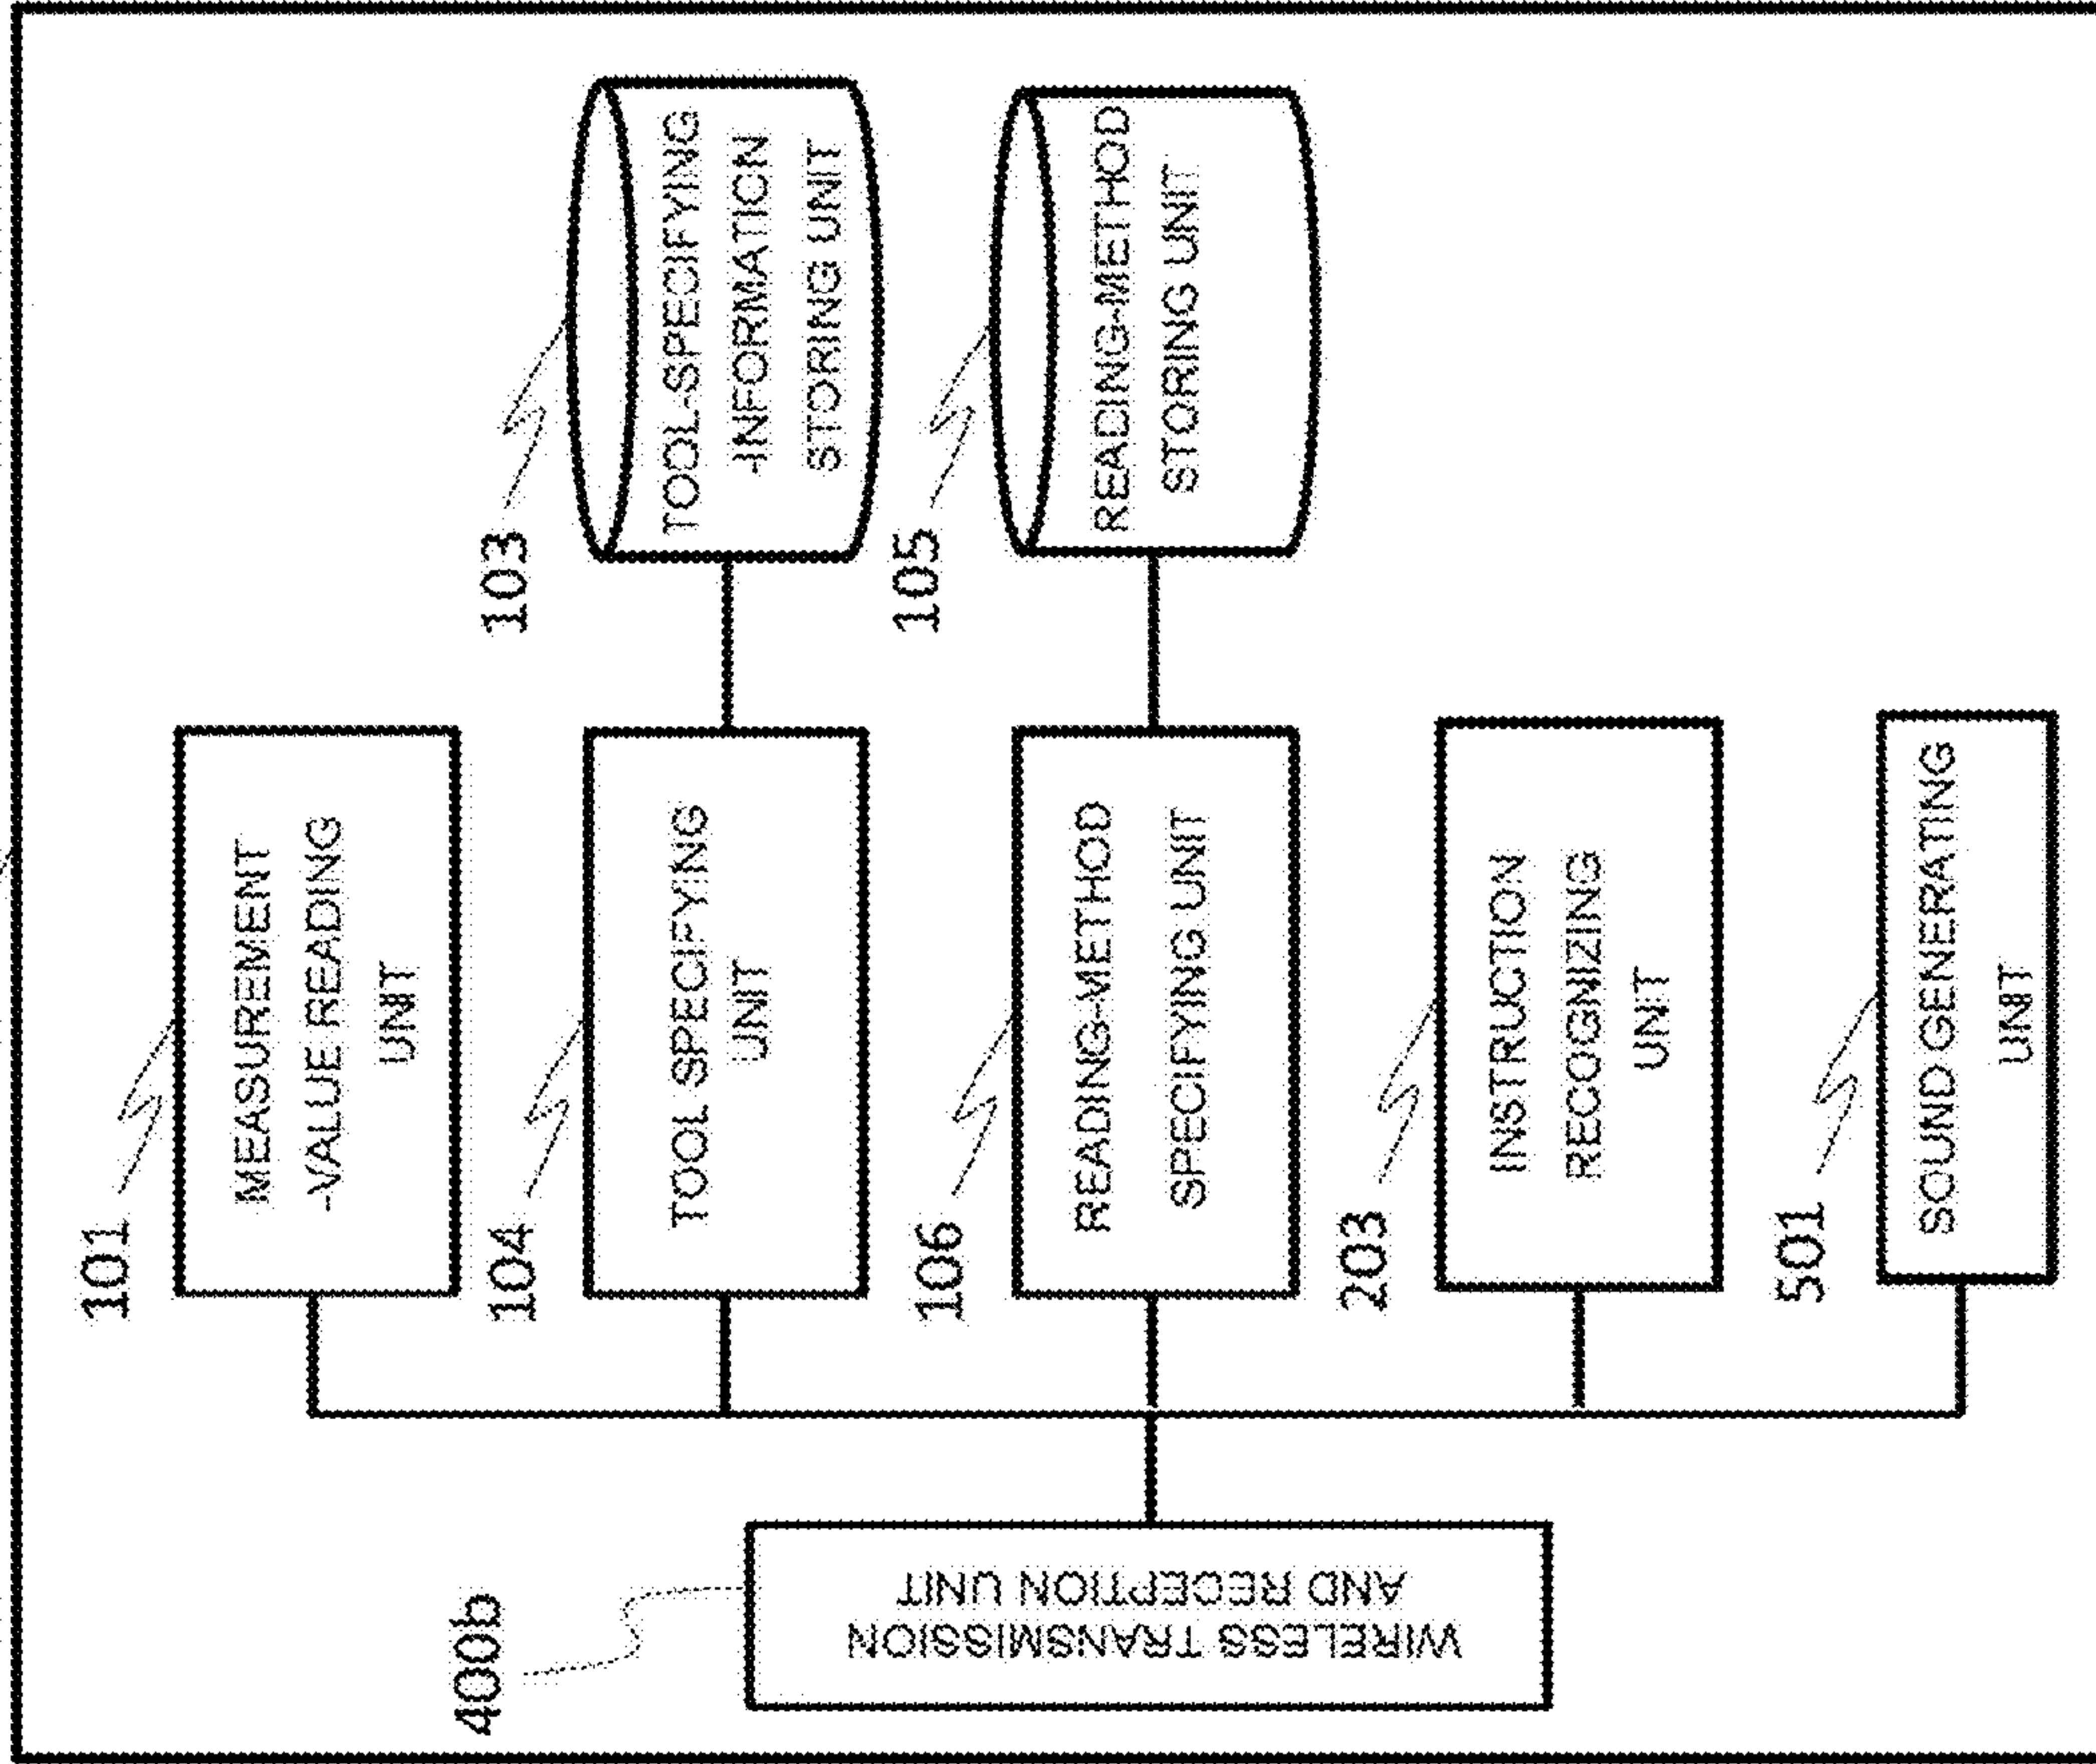 101
MEASUREMENT
-VALUE READING
UNIT
103
TOOL-SPECIFYING
-INFORMATION
STORING UNIT
104
TOOL SPECIFYING
UNIT
105
READING-METHOD
STORING UNIT
106
READING-METHOD
SPECIFYING UNIT
203
INSTRUCTION
RECOGNIZING
UNIT
501
SOUND GENERATING
UNIT
400b
WIRELESS TRANSMISSION
AND RECEPTION UNIT